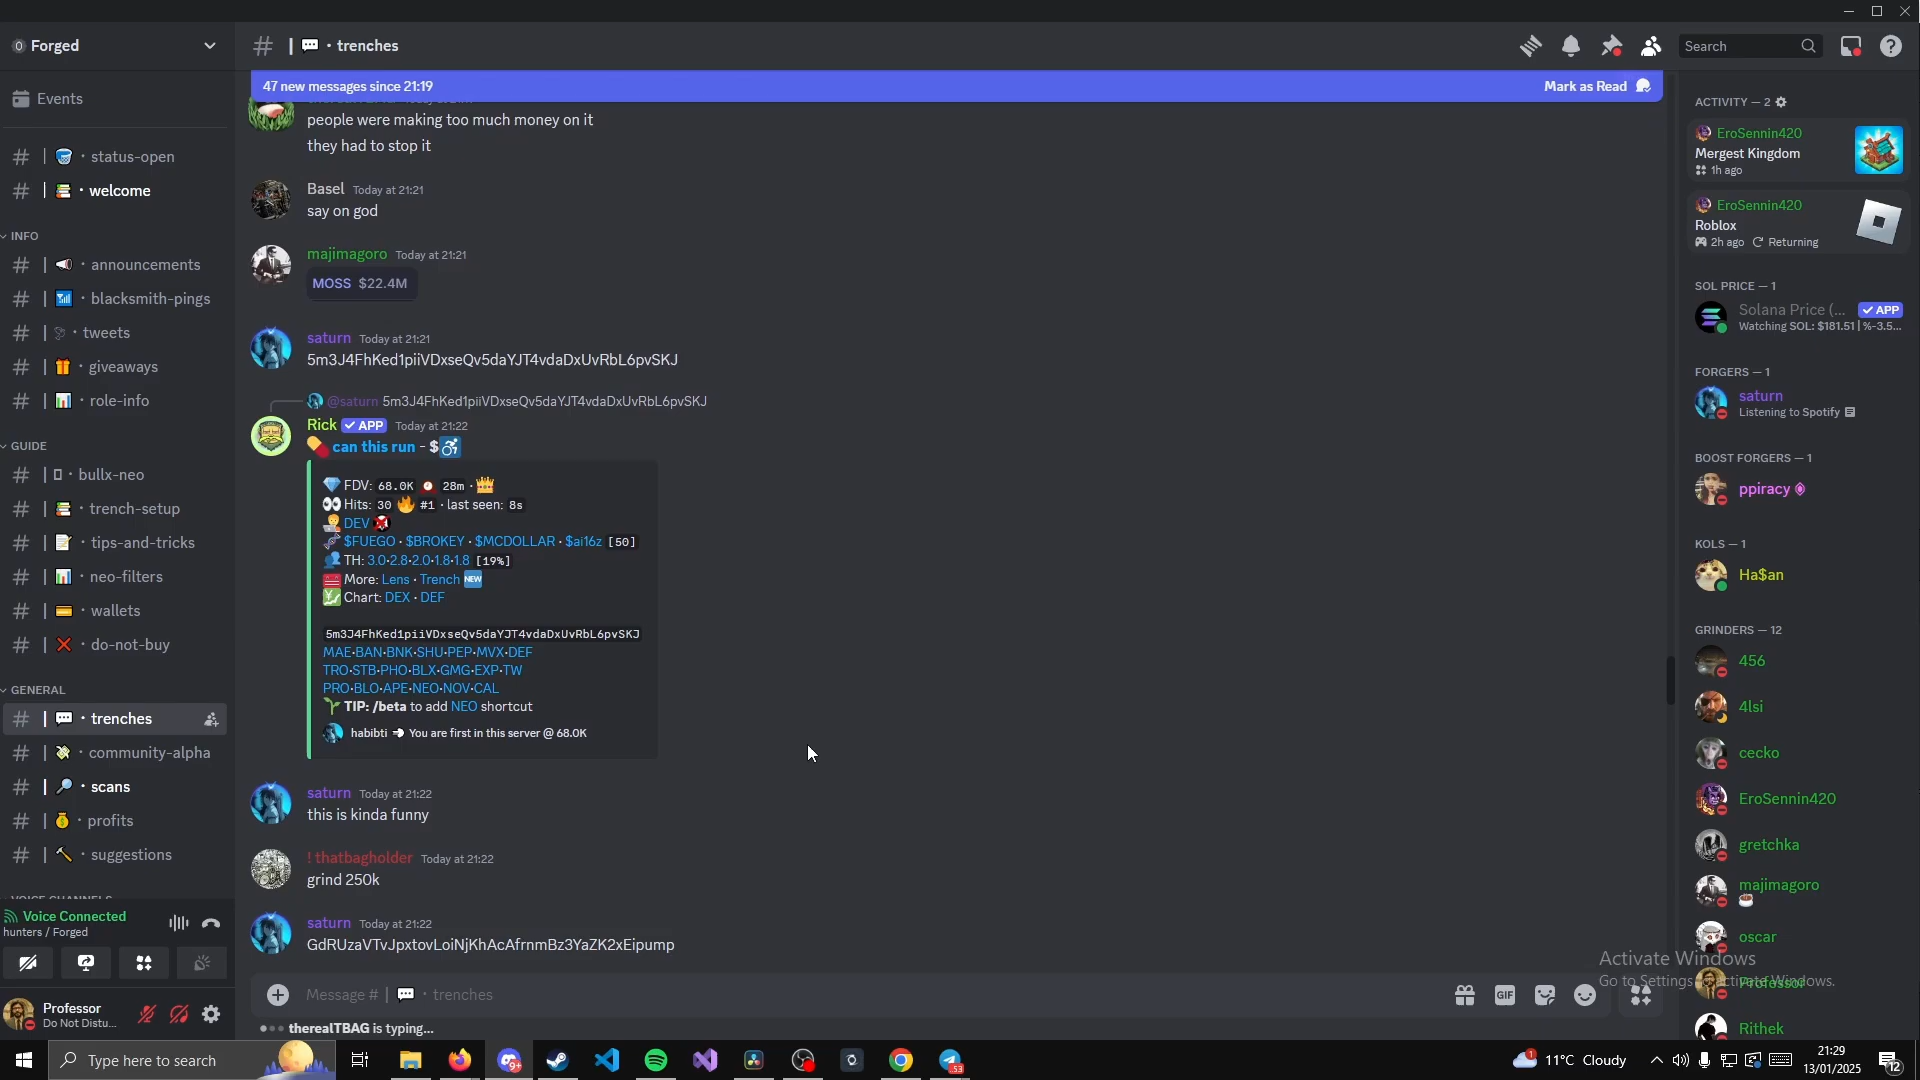 Forged
Events
# | · status-open
# | · welcome
INFO
# | · announcements
# | · blacksmith-pings
# | · tweets
# | · giveaways
# | · role-info
GUIDE
# | · bullx-neo
# | · trench-setup
# | · tips-and-tricks
# | · neo-filters
# | · wallets
# | · do-not-buy
GENERAL
# | · trenches
# | · community-alpha
# | · scans
# | · profits
# | · suggestions
VOICE CHANNELS
Voice Connected
hunters / Forged
Professor
Do Not Distu...
# | 💬 · trenches
Search
47 new messages since 21:19
Mark as Read
people were making too much money on it
they had to stop it
Basel Today at 21:21
say on god
majimagoro Today at 21:21
MOSS $22.4M
saturn Today at 21:21
5m3J4FhKed1piiVDxseQv5daYJT4vdaDxUvRbL6pvSKJ
@saturn 5m3J4FhKed1piiVDxseQv5daYJT4vdaDxUvRbL6pvSKJ
Rick ✓ APP Today at 21:22
💊 can this run - $♿
💎 FDV: 68.0K 28m · 👑
👀 Hits: 30 🔥 #1 · last seen: 8s
DEV
🧬 $FUEGO · $BROKEY · $MCDOLLAR · $ai16z [50]
👥 TH: 3.0·2.8·2.0·1.8·1.8 [19%]
More: Lens · Trench NEW
💹 Chart: DEX · DEF
5m3J4FhKed1piiVDxseQv5daYJT4vdaDxUvRbL6pvSKJ
MAE·BAN·BNK·SHU·PEP·MVX·DEF
TRO·STB·PHO·BLX·GMG·EXP·TW
PRO·BLO·APE·NEO·NOV·CAL
🌱 TIP: /beta to add NEO shortcut
habibti You are first in this server @ 68.0K
saturn Today at 21:22
this is kinda funny
! thatbagholder Today at 21:22
grind 250k
saturn Today at 21:22
GdRUzaVTvJpxtovLoiNjKhAcAfrnmBz3YaZK2xEipump
Message # | 💬 · trenches
GIF
therealTBAG is typing...
ACTIVITY — 2
EroSennin420
Mergest Kingdom
1h ago
EroSennin420
Roblox
2h ago Returning
SOL PRICE — 1
Solana Price (... ✓ APP
Watching SOL: $181.51 | %-3.5...
FORGERS — 1
saturn
Listening to Spotify
BOOST FORGERS — 1
ppiracy
KOLS — 1
Ha$an
GRINDERS — 12
456
4lsi
cecko
EroSennin420
gretchka
majimagoro
oscar
Professor
Rithek
Activate Windows
Go to Settings to activate Windows.
Type here to search
9+
53
1
11°C Cloudy
21:29
13/01/2025
12